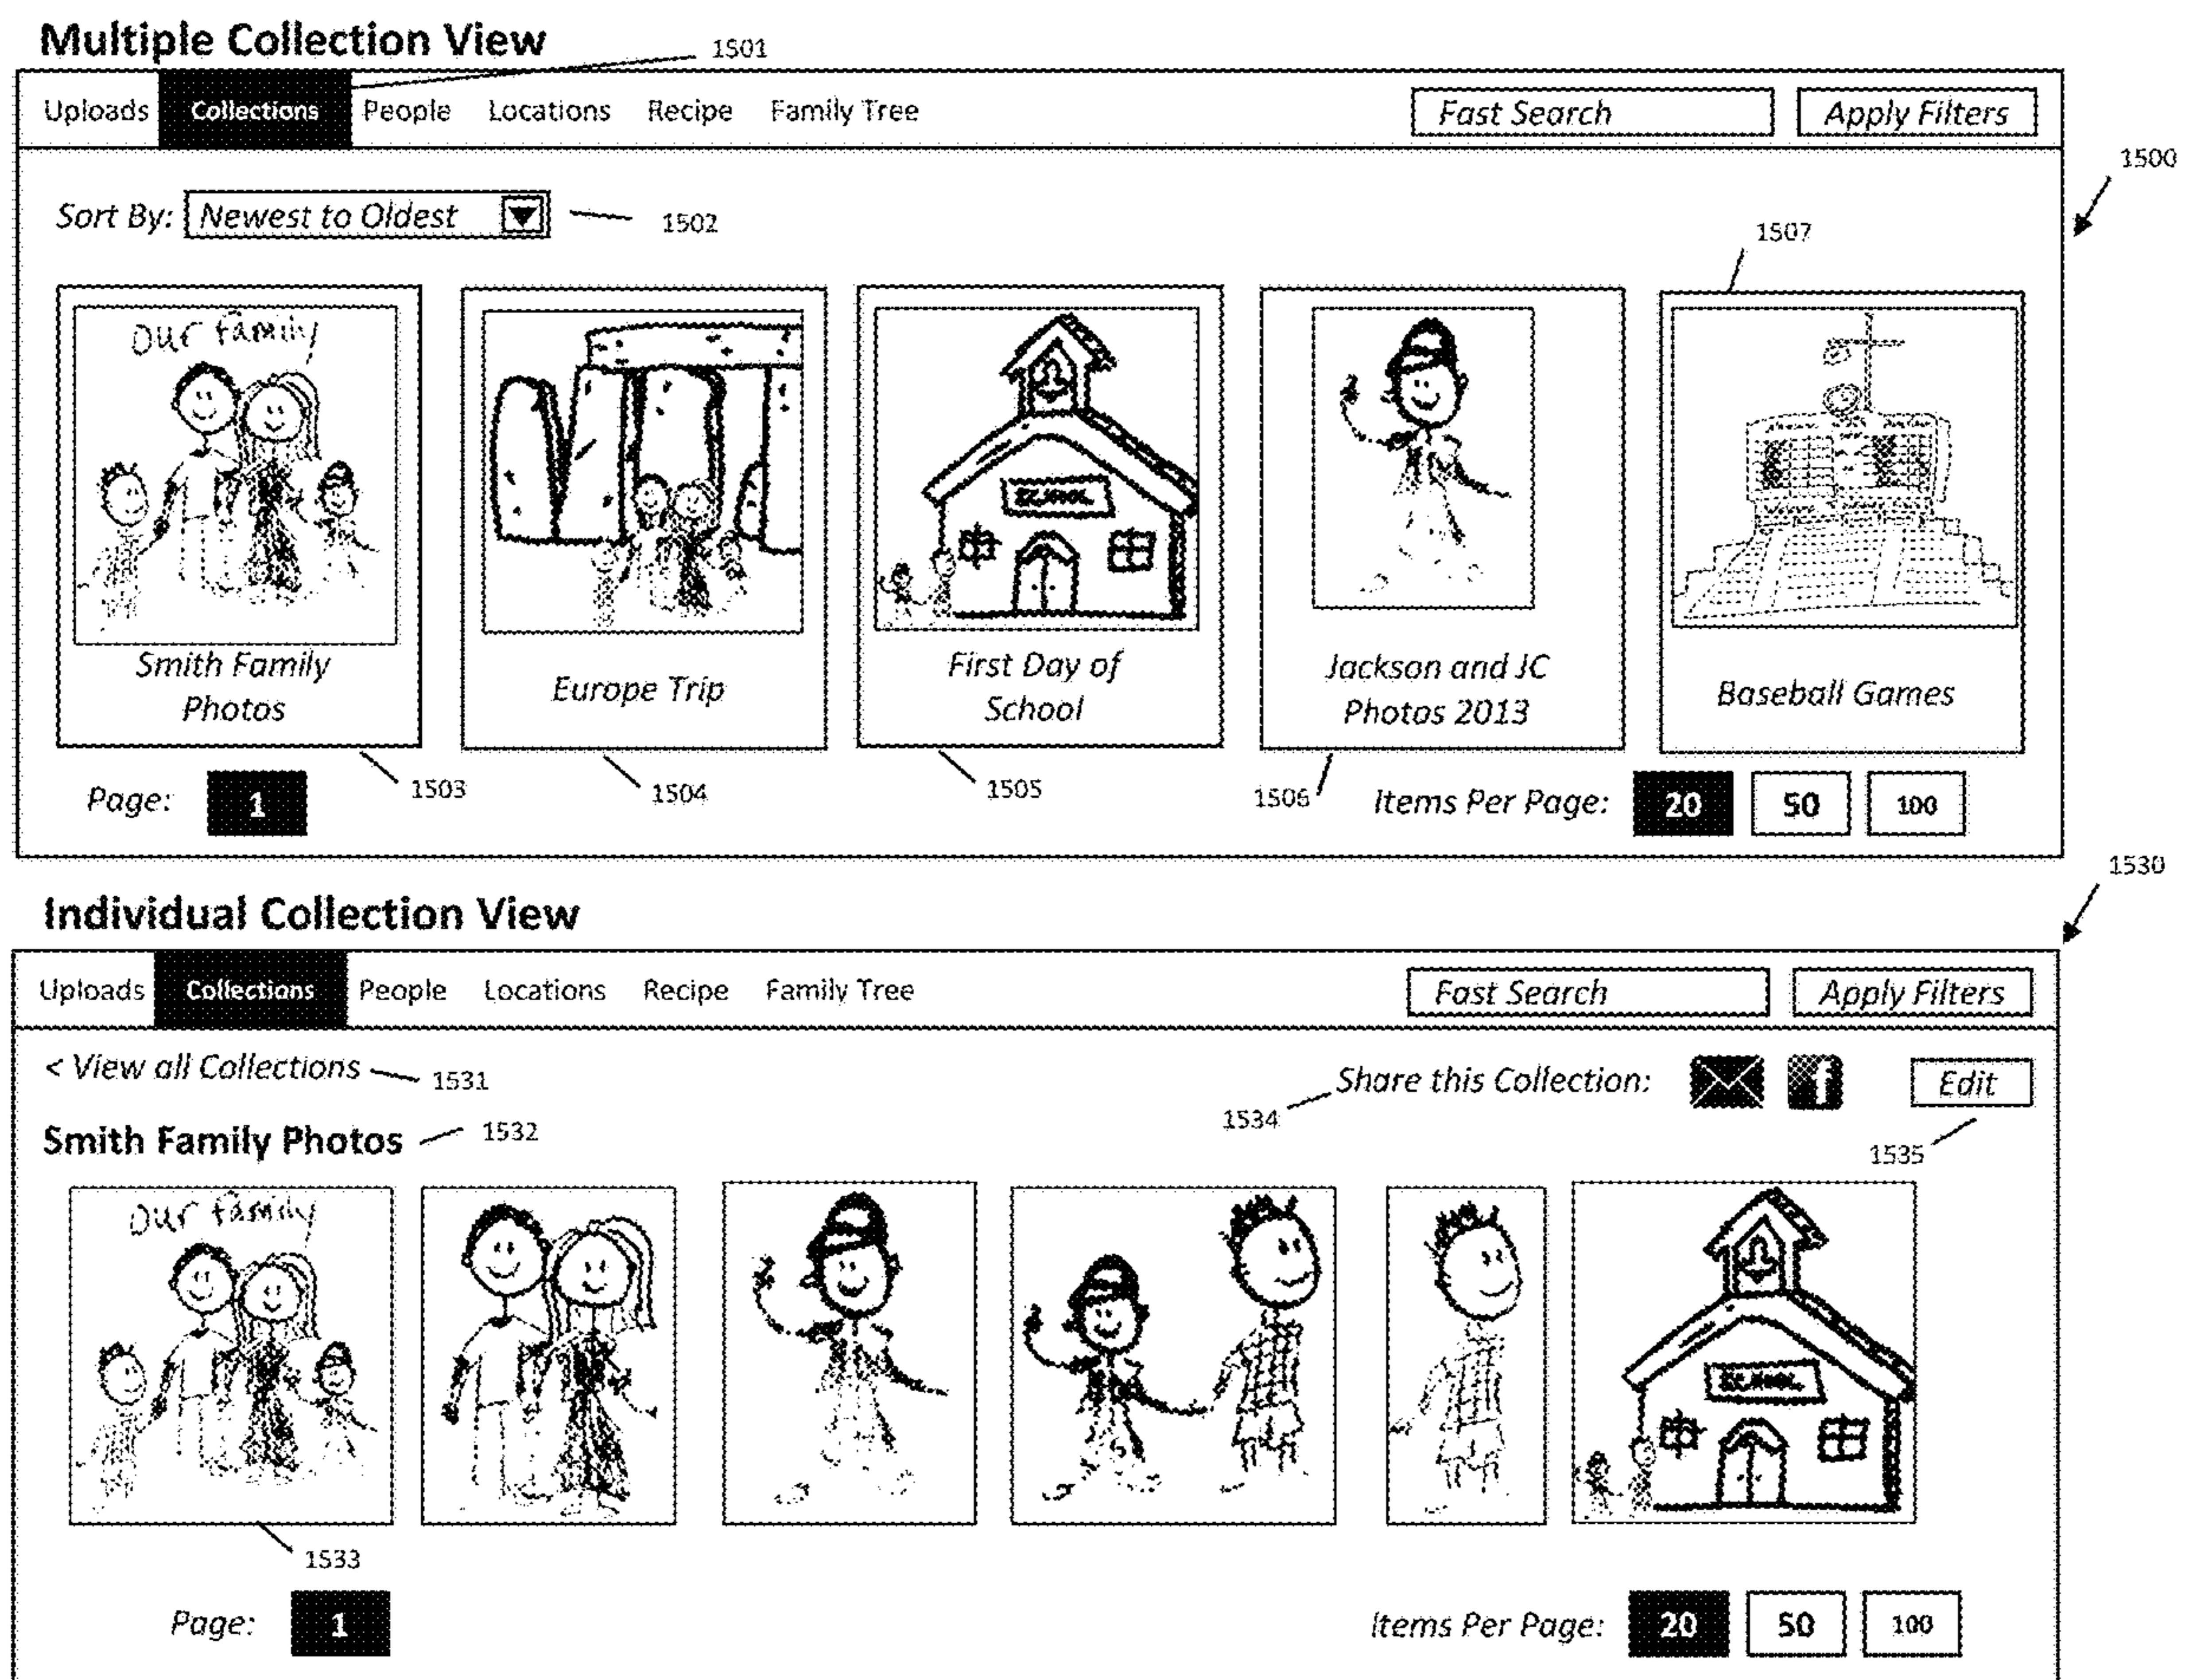 Multiple Collection View
1501
Uploads Collections People Locations Recipe Family Tree Fast Search Apply Filters
1500
Sort By: Newest to Oldest 1502
1507
Our family
SCHOOL
Smith Family Photos
Europe Trip
First Day of School
Jackson and JC Photos 2013
Baseball Games
1503 1504 1505 1506
Page: 1 Items Per Page: 20 50 100
1530
Individual Collection View
Uploads Collections People Locations Recipe Family Tree Fast Search Apply Filters
< View all Collections 1531 1534 Share this Collection: f Edit
Smith Family Photos 1532 1535
Our family
SCHOOL
1533
Page: 1 Items Per Page: 20 50 100